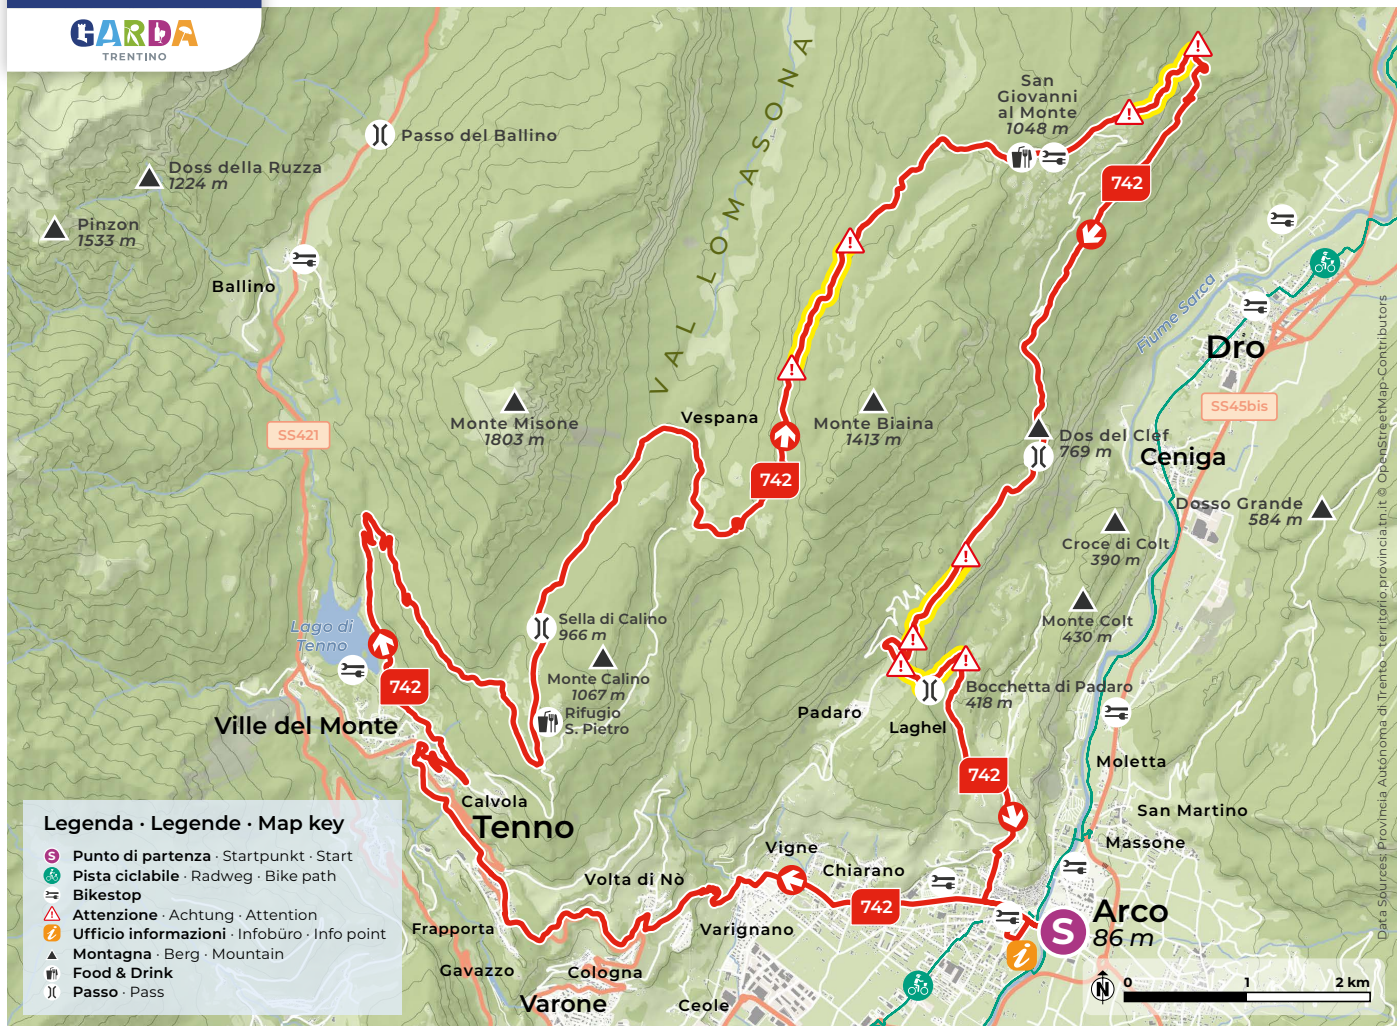 GARDA
TRENTINO
VAL LOMASONA
San
Giovanni
al Monte
1048 m
Passo del Ballino
Doss della Ruzza
1224 m
742
Pinzon
1533 m
Ballino
Fiume Sarca
Dro
SS45bis
Monte Misone
1803 m
Vespana
Monte Biaina
1413 m
SS421
Dos del Clef
769 m
Ceniga
742
Dosso Grande
584 m
Croce di Colt
390 m
Sella di Calino
966 m
Lago di
Tenno
Monte Colt
430 m
Monte Calino
1067 m
742
Bocchetta di Padaro
418 m
Rifugio
S. Pietro
Padaro
Laghel
Ville del Monte
Moletta
742
Calvola
San Martino
Tenno
Massone
Vigne
Chiarano
Volta di Nò
742
Arco
86 m
S
i
Frapporta
Varignano
Gavazzo
Cologna
Varone
Ceole
Legenda · Legende · Map key
S Punto di partenza · Startpunkt · Start
Pista ciclabile · Radweg · Bike path
Bikestop
! Attenzione · Achtung · Attention
i Ufficio informazioni · Infobüro · Info point
Montagna · Berg · Mountain
Food & Drink
Passo · Pass
N
0 1 2 km
Data Sources: Provincia Autonoma di Trento - territorio.provincia.tn.it © OpenStreetMap-Contributors